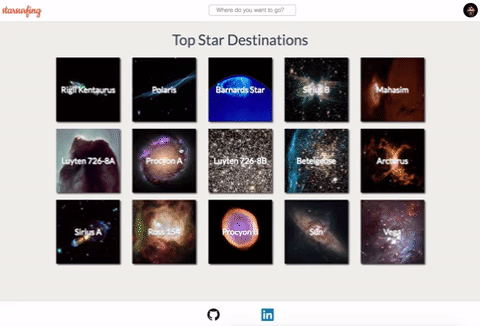 starsurfing
Where do you want to go?
Top Star Destinations
Rigil Kentaurus
Polaris
Barnards Star
Sirius B
Mahasim
Luyten 726-8A
Procyon A
Luyten 726-8B
Betelgeuse
Arcturus
Sirius A
Ross 154
Procyon B
Sun
Vega
in